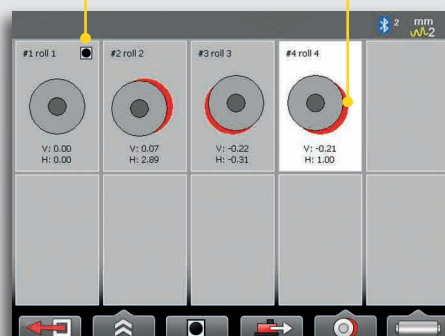 2 mm
2
#1 roll 1
#2 roll 2
#3 roll 3
#4 roll 4
V: 0.00
H: 0.00
V: 0.07
H: 2.89
V: -0.22
H: -0.31
V: -0.21
H: 1.00